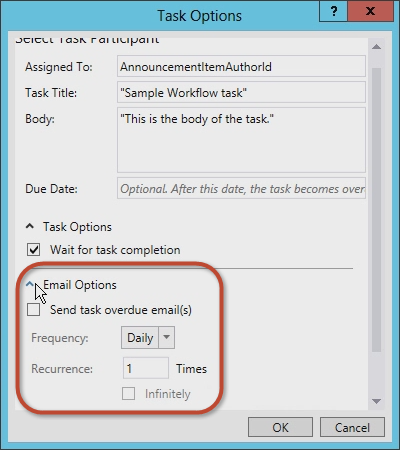 Task Options
?
x
Select Task Participant
Assigned To: AnnouncementItemAuthorId
Task Title: "Sample Workflow task"
Body: "This is the body of the task."
Due Date: Optional. After this date, the task becomes over
Task Options
Wait for task completion
Email Options
Send task overdue email(s)
Frequency: Daily
Recurrence: 1 Times
Infinitely
OK Cancel